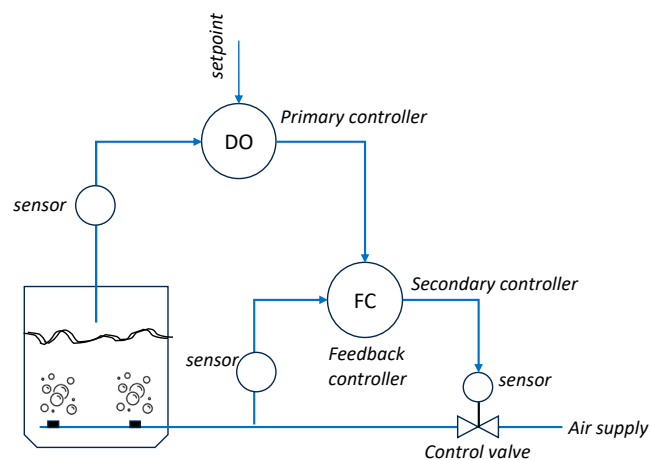 setpoint
Primary controller
DO
sensor
Secondary controller
FC
sensor
Feedback
controller
sensor
Air supply
Control valve